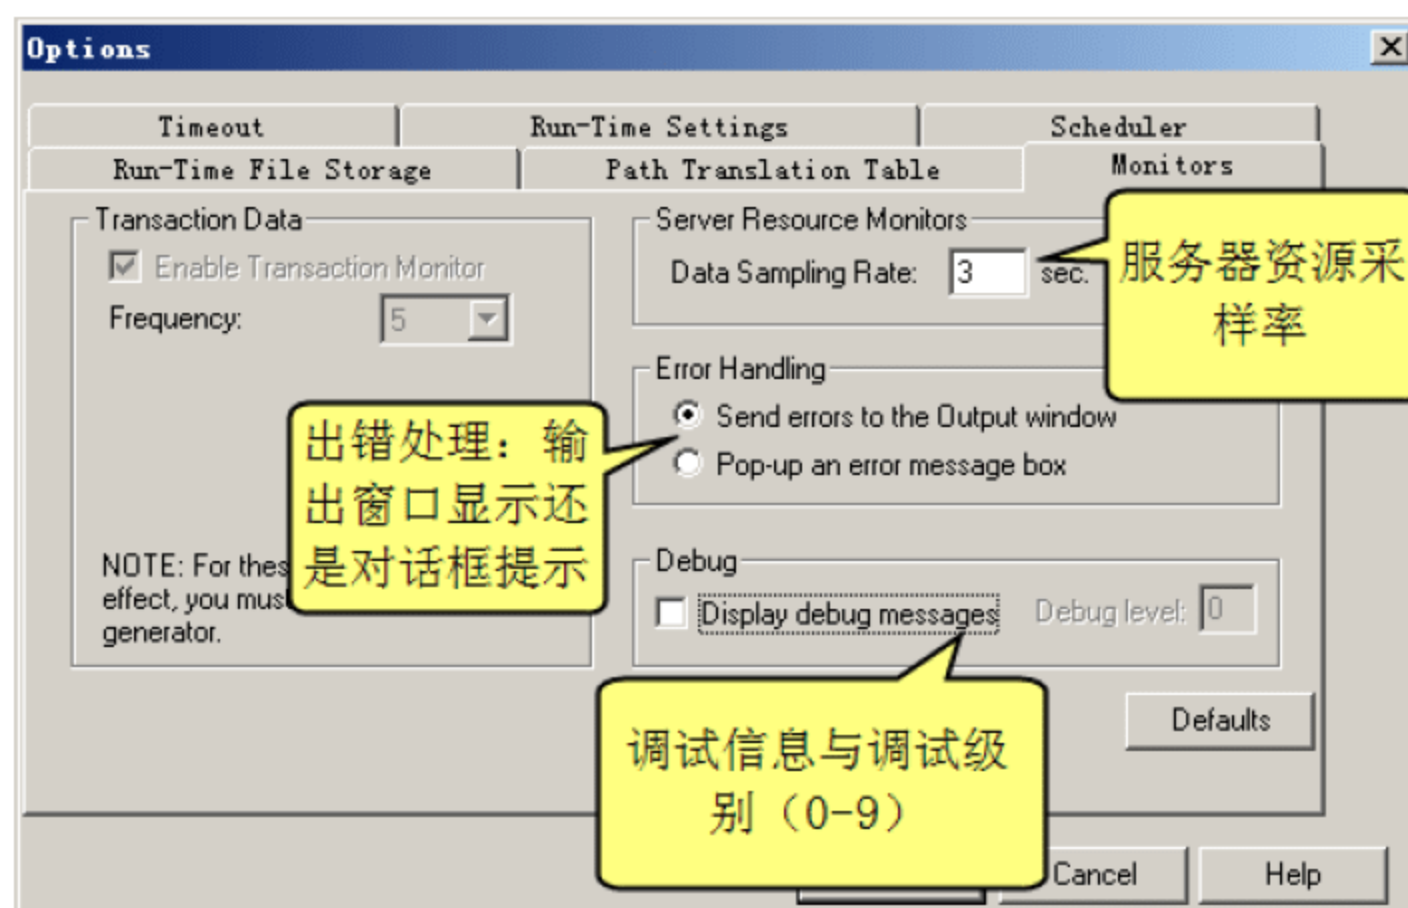 Options
Timeout
Run-Time Settings
Scheduler
Run-Time File Storage
Path Translation Table
Monitors
Transaction Data
Enable Transaction Monitor
Frequency:
5
NOTE: For thes
effect, you mus
generator.
Server Resource Monitors
Data Sampling Rate:
3
sec.
服务器资源采
样率
Error Handling
Send errors to the Output window
Pop-up an error message box
出错处理：输
出窗口显示还
是对话框提示
Debug
Display debug messages
Debug level:
0
调试信息与调试级
别（0-9）
Defaults
Cancel
Help